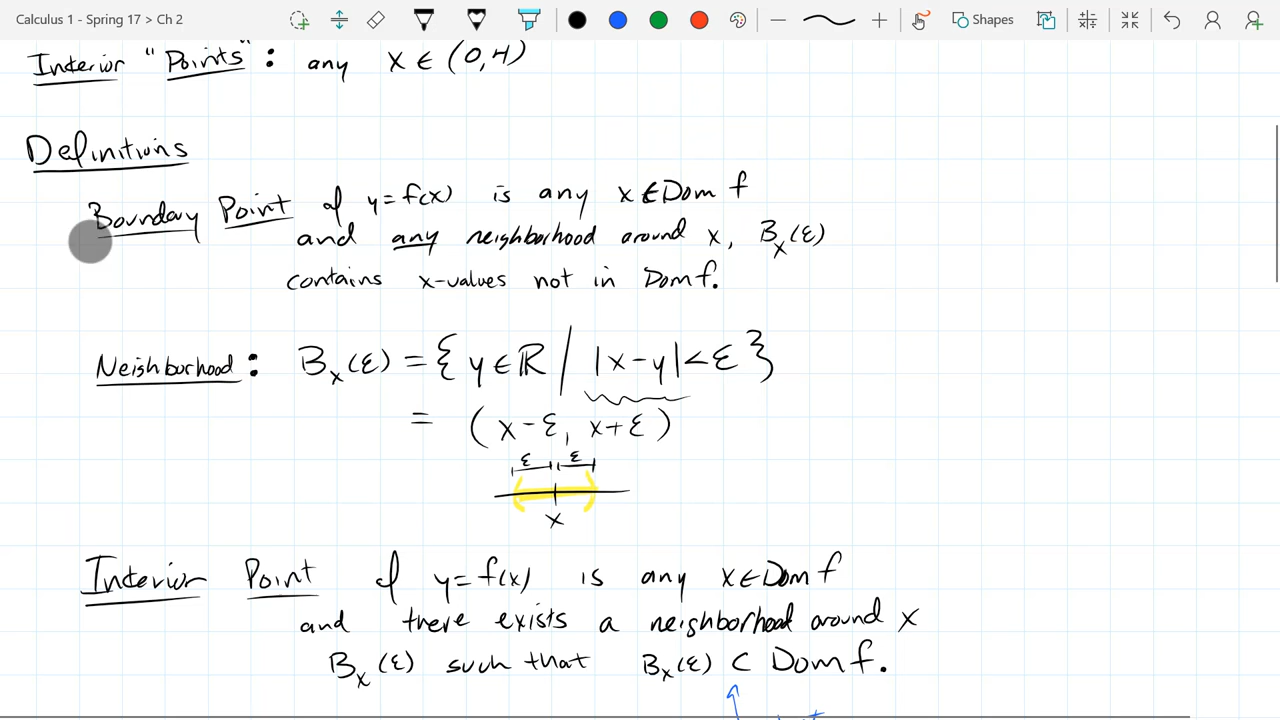 Calculus 1 - Spring 17 > Ch 2
Shapes
Interior "Points": any x ∈ (0,4)
Definitions
Boundary Point of y=f(x) is any x∈Dom f
and any neighborhood around x, Bₓ(ε)
contains x-values not in Dom f.
Neighborhood: Bₓ(ε) = { y∈ℝ / |x-y|<ε }
= (x-ε, x+ε)
ε ε
x
Interior Point of y=f(x) is any x∈Dom f
and there exists a neighborhood around x
Bₓ(ε) such that Bₓ(ε) ⊂ Dom f.